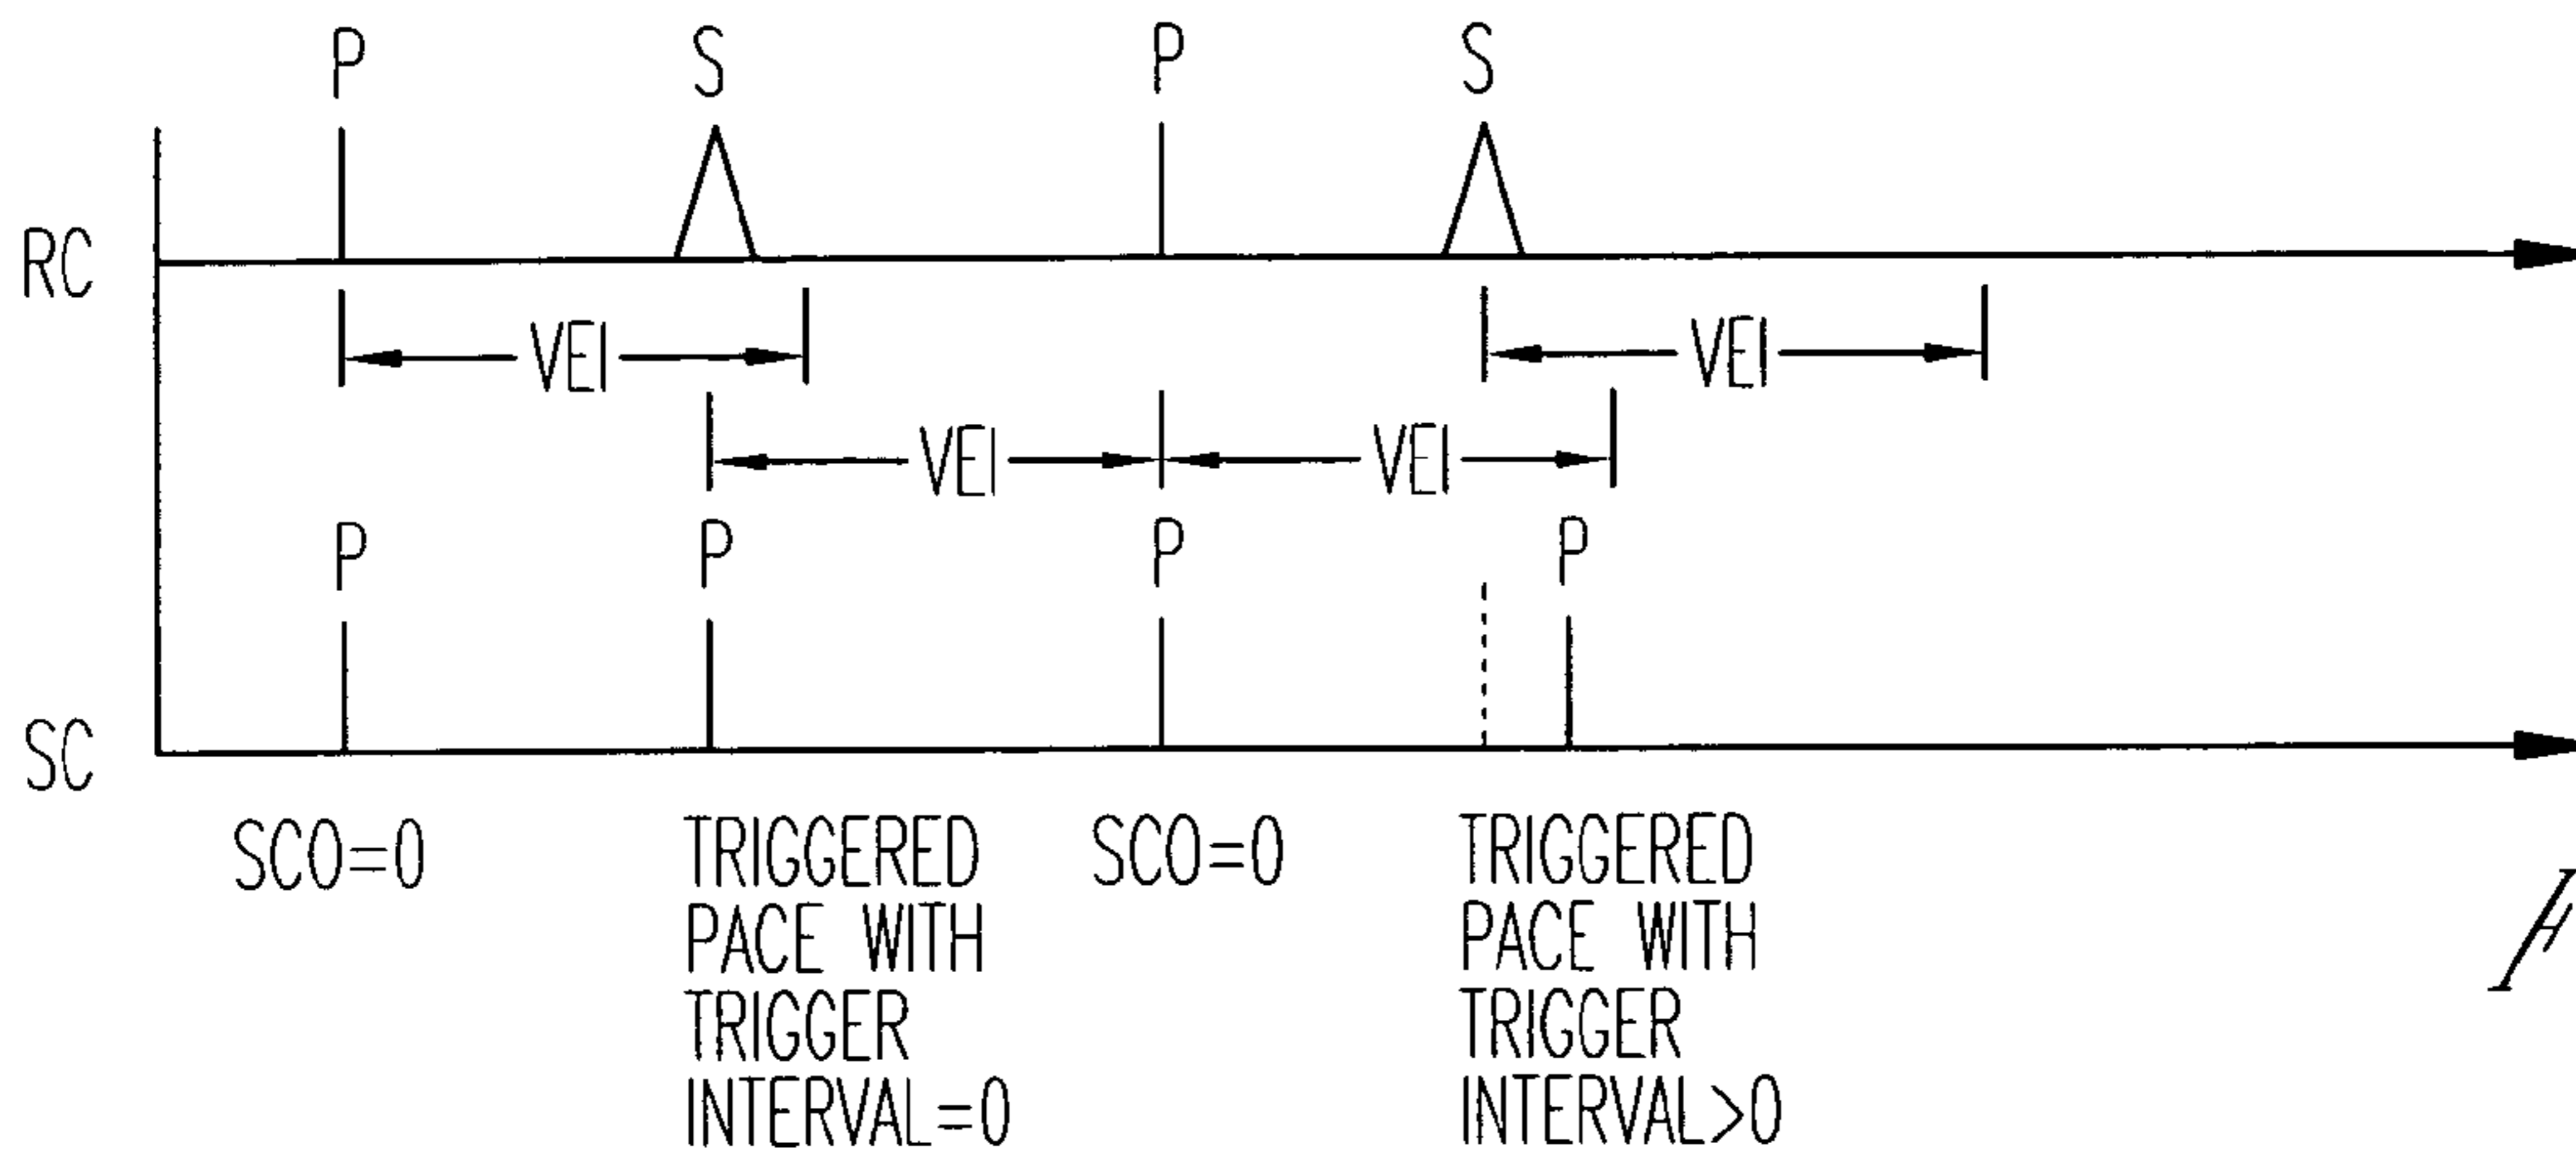 P S P S
RC
VEI VEI
VEI VEI
P P P P
SC
SCO=0 TRIGGERED SCO=0 TRIGGERED
PACE WITH PACE WITH
TRIGGER TRIGGER
INTERVAL=0 INTERVAL>0